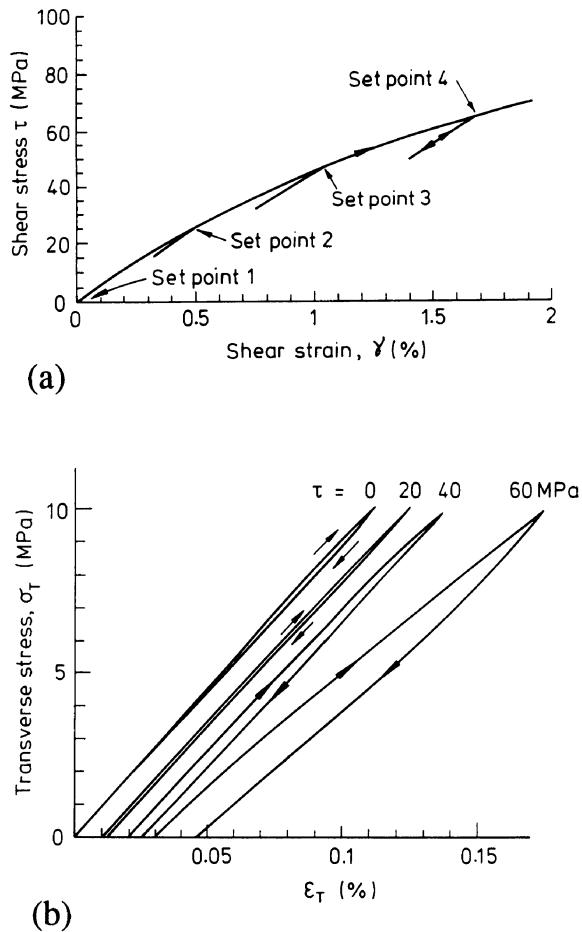 Shear stress τ (MPa)
100
80
60
40
20
0
Set point 4
Set point 3
Set point 2
Set point 1
0
0.5
1
1.5
2
Shear strain, γ (%)
(a)
Transverse stress, σT (MPa)
τ = 0 20 40 60 MPa
10
5
0
0.05
0.1
0.15
εT (%)
(b)